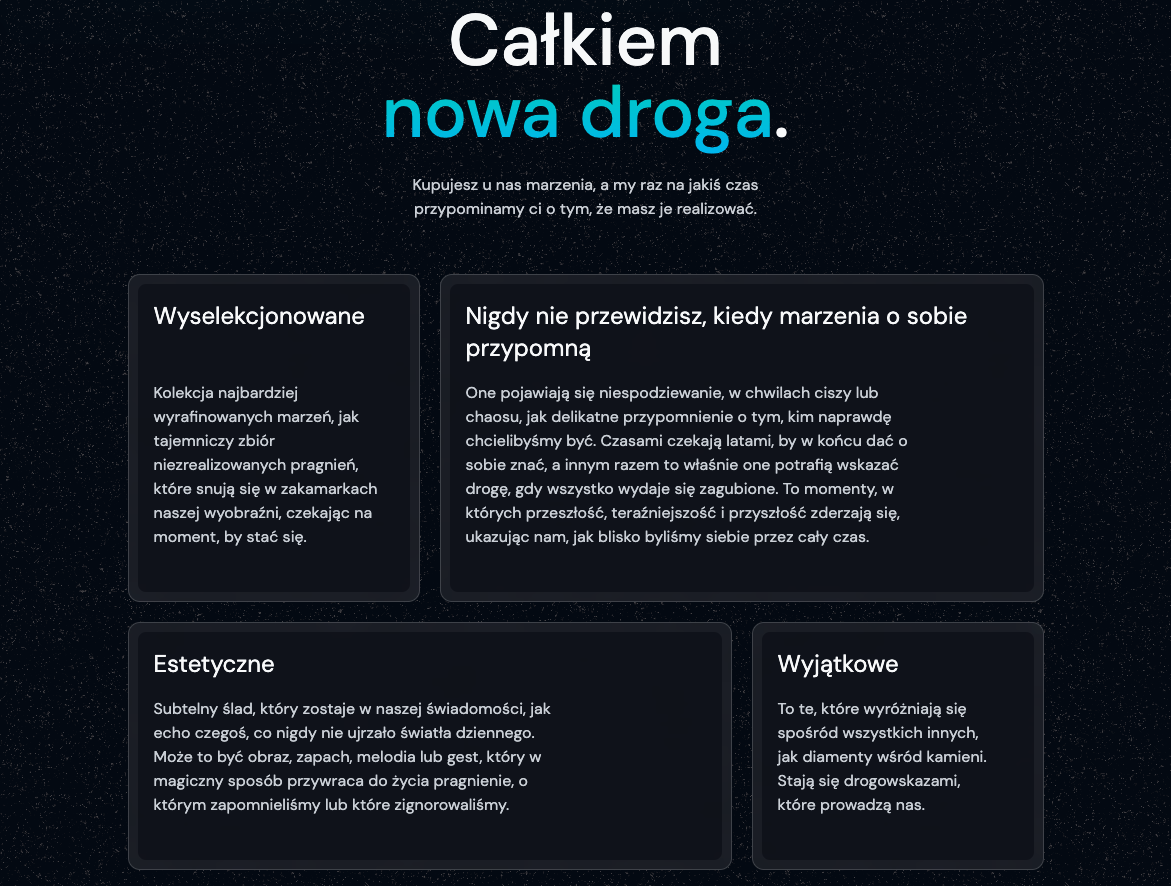 Całkiem
nowa droga.
Kupujesz u nas marzenia, a my raz na jakiś czas
przypominamy ci o tym, że masz je realizować.
Wyselekcjonowane
Kolekcja najbardziej
wyrafinowanych marzeń, jak
tajemniczy zbiór
niezrealizowanych pragnień,
które snują się w zakamarkach
naszej wyobraźni, czekając na
moment, by stać się.
Nigdy nie przewidzisz, kiedy marzenia o sobie
przypomną
One pojawiają się niespodziewanie, w chwilach ciszy lub
chaosu, jak delikatne przypomnienie o tym, kim naprawdę
chcielibyśmy być. Czasami czekają latami, by w końcu dać o
sobie znać, a innym razem to właśnie one potrafią wskazać
drogę, gdy wszystko wydaje się zagubione. To momenty, w
których przeszłość, teraźniejszość i przyszłość zderzają się,
ukazując nam, jak blisko byliśmy siebie przez cały czas.
Estetyczne
Subtelny ślad, który zostaje w naszej świadomości, jak
echo czegoś, co nigdy nie ujrzało światła dziennego.
Może to być obraz, zapach, melodia lub gest, który w
magiczny sposób przywraca do życia pragnienie, o
którym zapomnieliśmy lub które zignorowaliśmy.
Wyjątkowe
To te, które wyróżniają się
spośród wszystkich innych,
jak diamenty wśród kamieni.
Stają się drogowskazami,
które prowadzą nas.